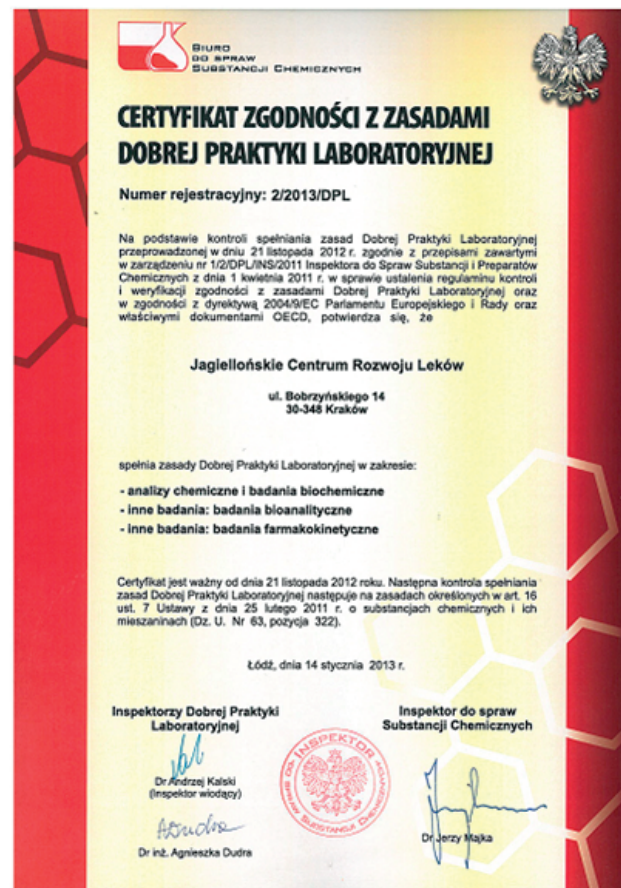 BIURO
DO SPRAW
SUBSTANCJI CHEMICZNYCH
CERTYFIKAT ZGODNOŚCI Z ZASADAMI
DOBREJ PRAKTYKI LABORATORYJNEJ
Numer rejestracyjny: 2/2013/DPL
Na podstawie kontroli spełniania zasad Dobrej Praktyki Laboratoryjnej
przeprowadzonej w dniu 21 listopada 2012 r. zgodnie z przepisami zawartymi
w zarządzeniu nr 1/2/DPL/INS/2011 Inspektora do Spraw Substancji i Preparatów
Chemicznych z dnia 1 kwietnia 2011 r. w sprawie ustalenia regulaminu kontroli
i weryfikacji zgodności z zasadami Dobrej Praktyki Laboratoryjnej oraz
w zgodności z dyrektywą 2004/9/EC Parlamentu Europejskiego i Rady oraz
właściwymi dokumentami OECD, potwierdza się, że
Jagiellońskie Centrum Rozwoju Leków
ul. Bobrzyńskiego 14
30-348 Kraków
spełnia zasady Dobrej Praktyki Laboratoryjnej w zakresie:
- analizy chemiczne i badania biochemiczne
- inne badania: badania bioanalityczne
- inne badania: badania farmakokinetyczne
Certyfikat jest ważny od dnia 21 listopada 2012 roku. Następna kontrola spełniania
zasad Dobrej Praktyki Laboratoryjnej następuje na zasadach określonych w art. 16
ust. 7 Ustawy z dnia 25 lutego 2011 r. o substancjach chemicznych i ich
mieszaninach (Dz. U. Nr 63, pozycja 322).
Łódź, dnia 14 stycznia 2013 r.
Inspektorzy Dobrej Praktyki
Laboratoryjnej
Dr Andrzej Kalski
(Inspektor wiodący)
ADudra
Dr inż. Agnieszka Dudra
INSPEKTOR DO SPRAW SUBSTANCJI CHEMICZNYCH
Inspektor do spraw
Substancji Chemicznych
Dr Jerzy Majka